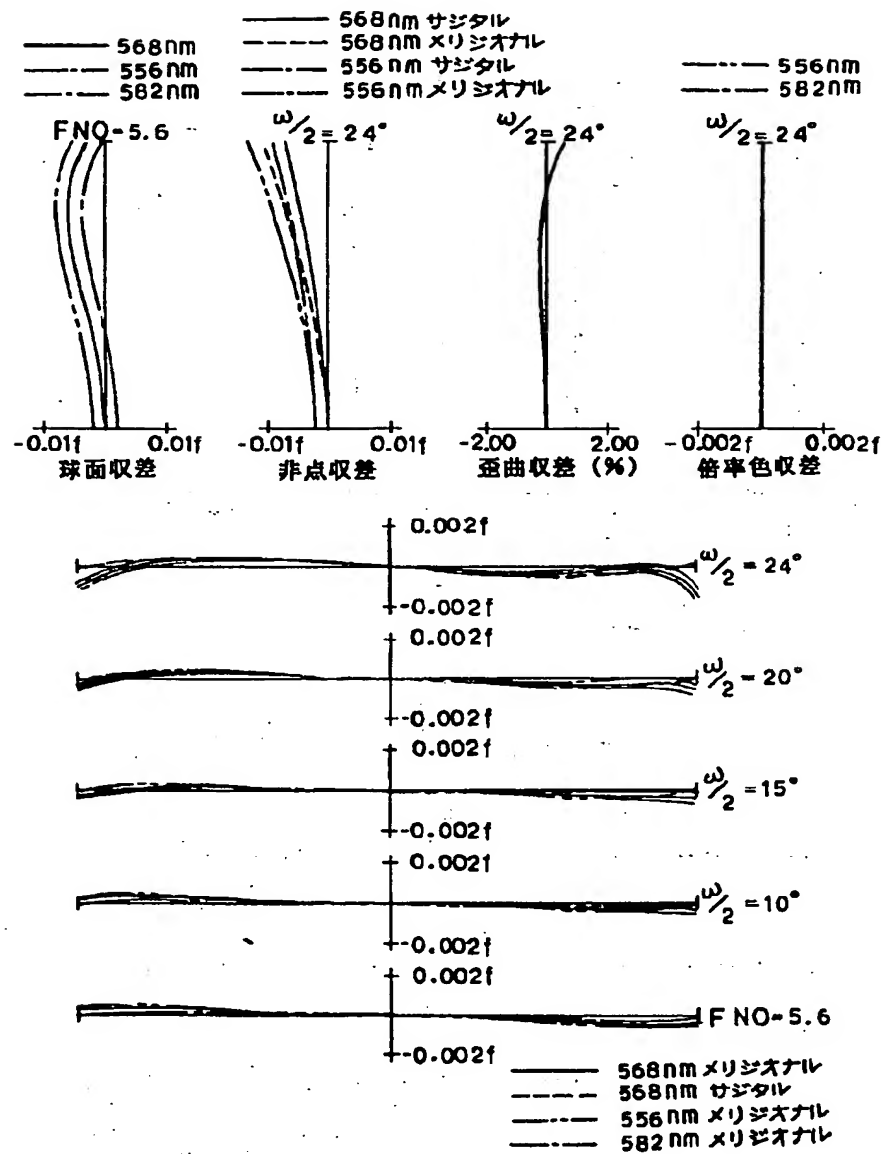 568nm
556nm
582nm
568nm サジタル
568nm メリジオナル
556nm サジタル
556nm メリジオナル
556nm
582nm
FNO=5.6
ω/2=24°
ω/2=24°
ω/2=24°
-0.01f 0.01f
球面収差
-0.01f 0.01f
非点収差
-2.00 2.00
歪曲収差(%)
-0.002f 0.002f
倍率色収差
0.002f
ω/2=24°
-0.002f
0.002f
ω/2=20°
-0.002f
0.002f
ω/2=15°
-0.002f
0.002f
ω/2=10°
-0.002f
0.002f
FNO=5.6
-0.002f
568nm メリジオナル
568nm サジタル
556nm メリジオナル
582nm メリジオナル